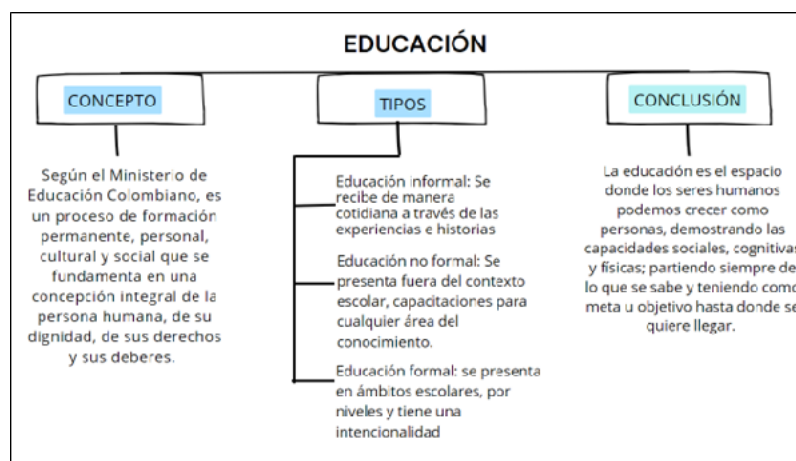 EDUCACIÓN
CONCEPTO
Según el Ministerio de
Educación Colombiano, es
un proceso de formación
permanente, personal,
cultural y social que se
fundamenta en una
concepción integral de la
persona humana, de su
dignidad, de sus derechos
y sus deberes.
TIPOS
Educación informal: Se
recibe de manera
cotidiana a través de las
experiencias e historias
Educación no formal: Se
presenta fuera del contexto
escolar, capacitaciones para
cualquier área del
conocimiento.
Educación formal: se presenta
en ámbitos escolares, por
niveles y tiene una
intencionalidad
CONCLUSIÓN
La educación es el espacio
donde los seres humanos
podemos crecer como
personas, demostrando las
capacidades sociales, cognitivas
y físicas; partiendo siempre de
lo que se sabe y teniendo como
meta u objetivo hasta donde se
quiere llegar.